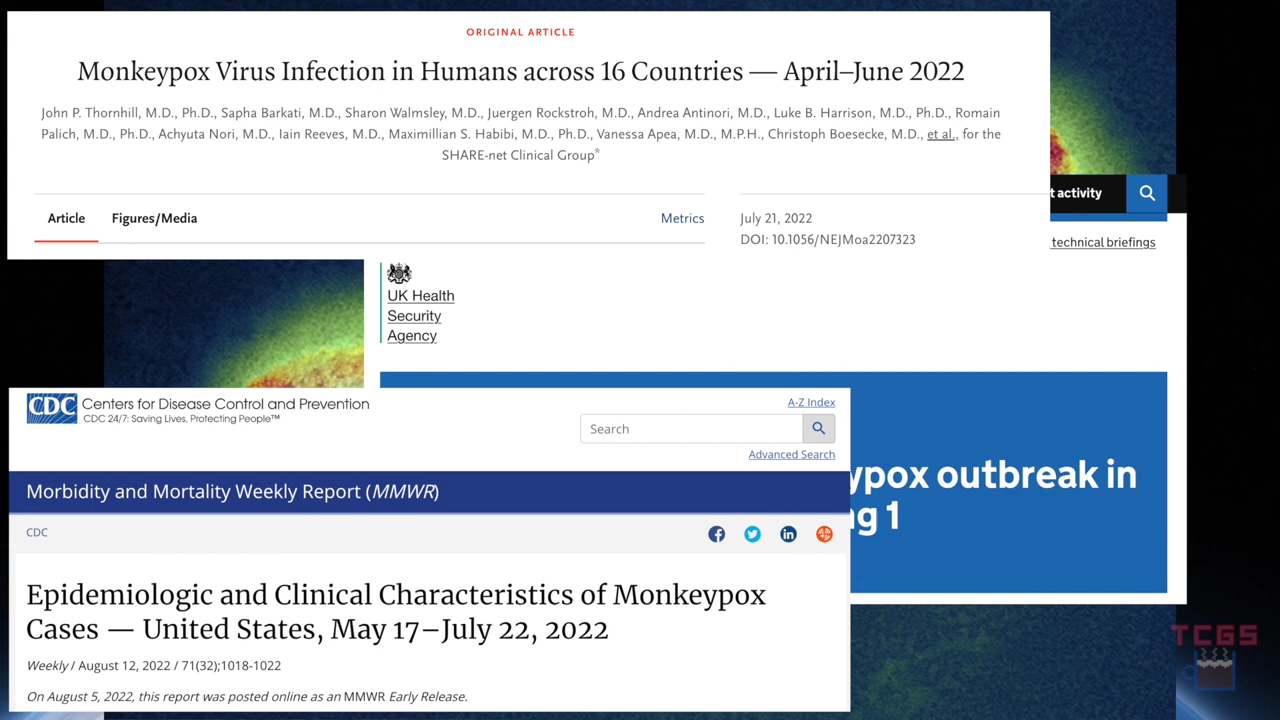 ORIGINAL ARTICLE
Monkeypox Virus Infection in Humans across 16 Countries — April–June 2022
John P. Thornhill, M.D., Ph.D., Sapha Barkati, M.D., Sharon Walmsley, M.D., Juergen Rockstroh, M.D., Andrea Antinori, M.D., Luke B. Harrison, M.D., Ph.D., Romain
Palich, M.D., Ph.D., Achyuta Nori, M.D., Iain Reeves, M.D., Maximillian S. Habibi, M.D., Ph.D., Vanessa Apea, M.D., M.P.H., Christoph Boesecke, M.D., et al., for the
SHARE-net Clinical Group*
Article Figures/Media Metrics
July 21, 2022
DOI: 10.1056/NEJMoa2207323
t activity
technical briefings
UK Health
Security
Agency
ypox outbreak in
g 1
CDC Centers for Disease Control and Prevention
CDC 24/7: Saving Lives, Protecting People™
A-Z Index
Search
Advanced Search
Morbidity and Mortality Weekly Report (MMWR)
CDC
Epidemiologic and Clinical Characteristics of Monkeypox
Cases — United States, May 17–July 22, 2022
Weekly / August 12, 2022 / 71(32);1018-1022
On August 5, 2022, this report was posted online as an MMWR Early Release.
TCGS